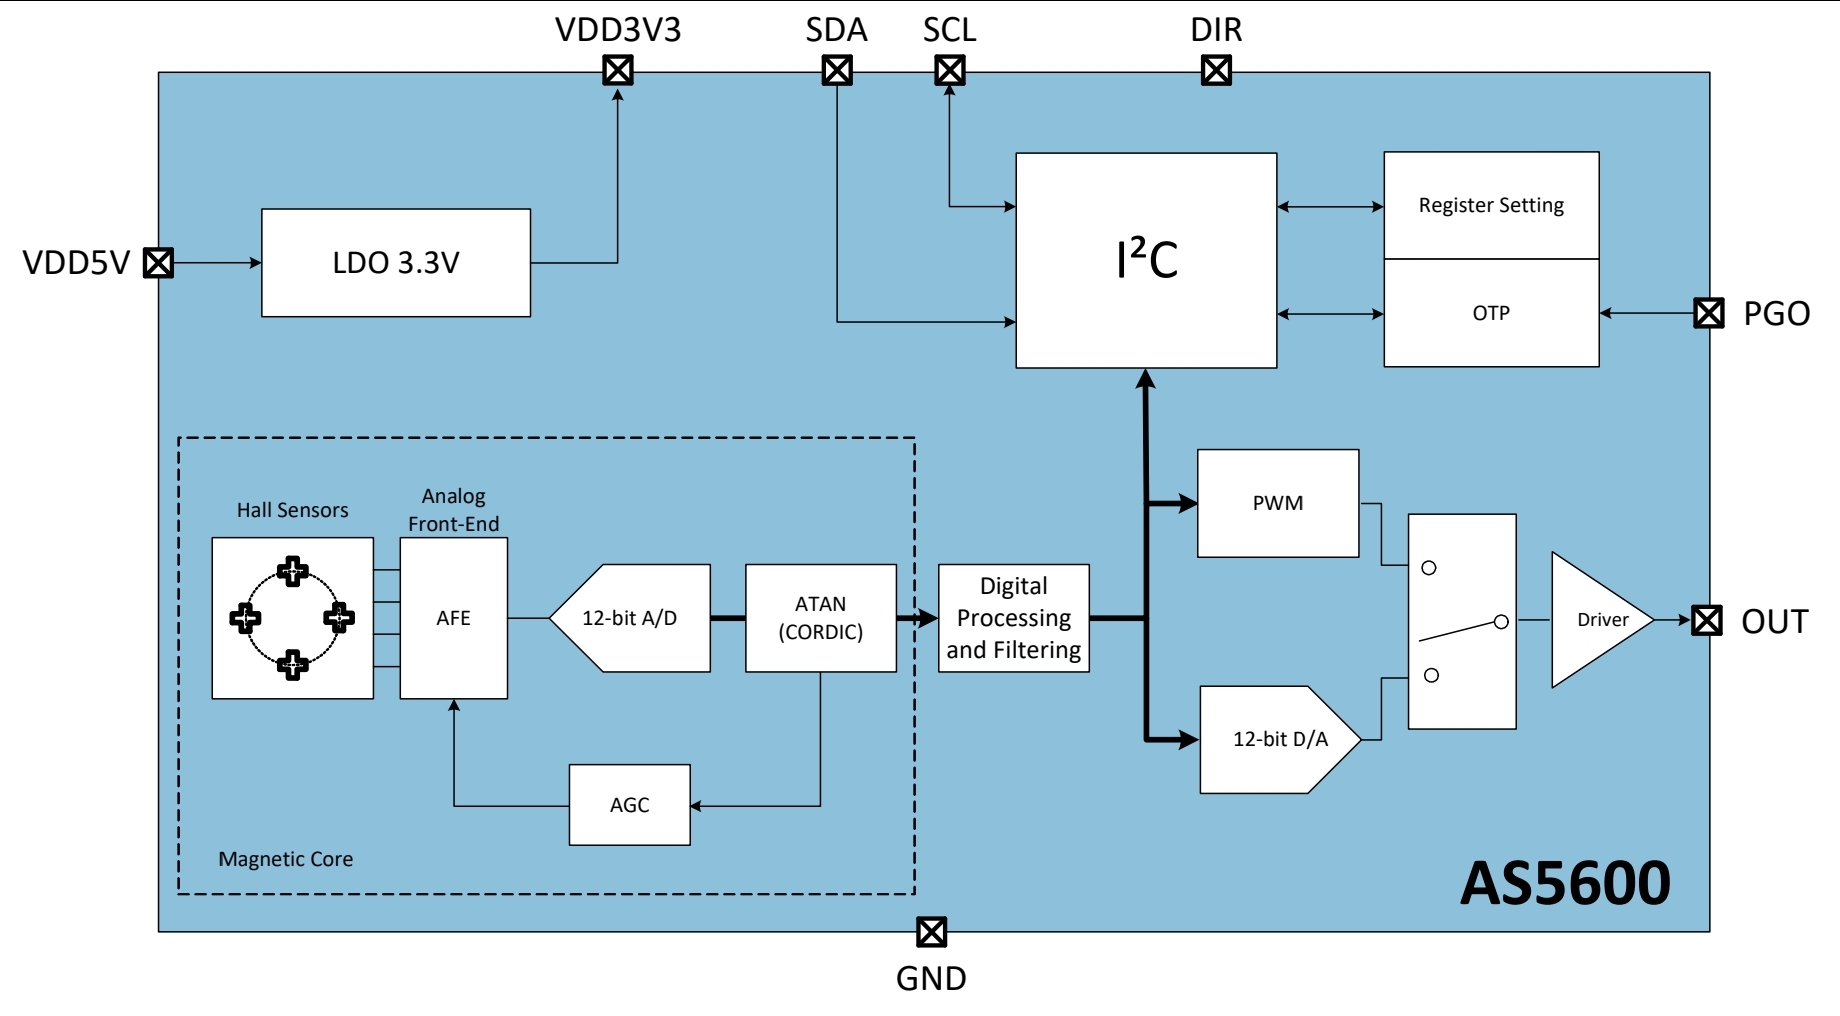 VDD3V3
SDA
SCL
DIR
VDD5V
LDO 3.3V
I²C
Register Setting
OTP
PGO
Hall Sensors
Analog
Front-End
AFE
12-bit A/D
ATAN
(CORDIC)
Digital
Processing
and Filtering
PWM
12-bit D/A
Driver
OUT
AGC
Magnetic Core
AS5600
GND